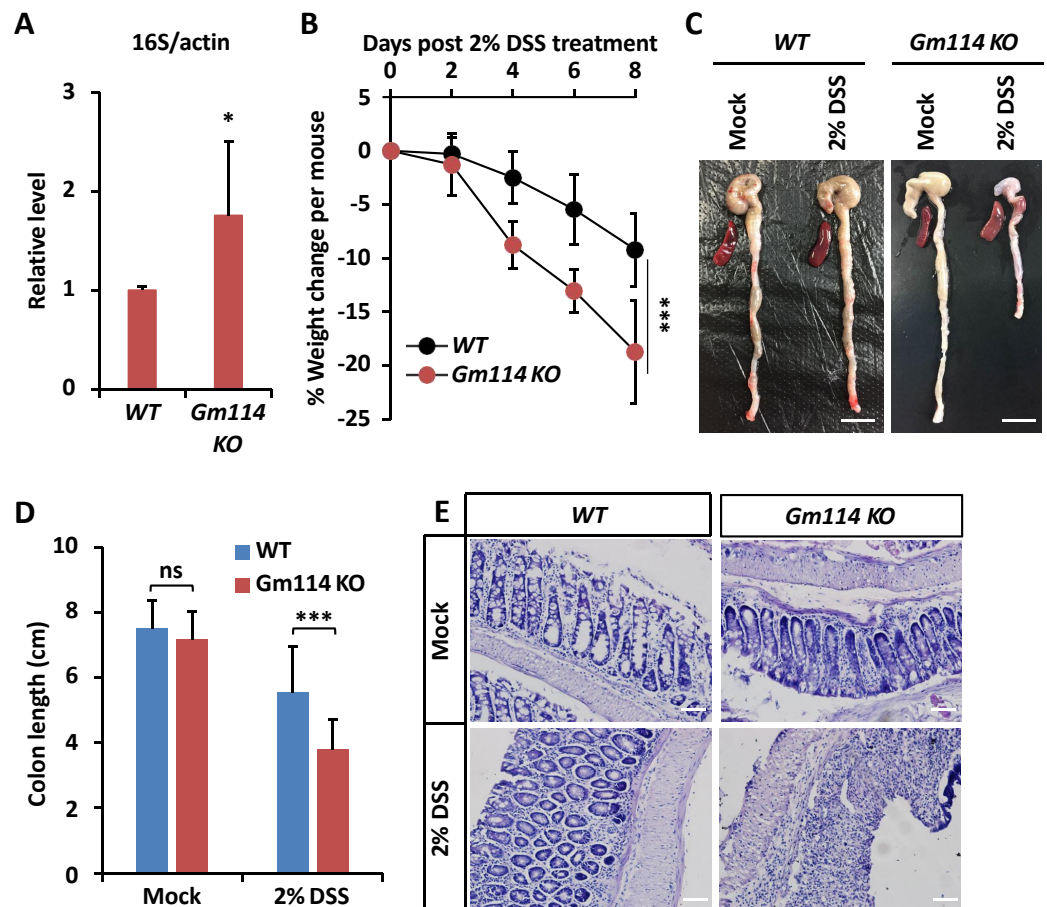 A
16S/actin
Relative level
3
2
1
0
*
WT
Gm114
KO
B
Days post 2% DSS treatment
0 2 4 6 8
% Weight change per mouse
5
0
-5
-10
-15
-20
-25
WT
Gm114 KO
***
C
WT Gm114 KO
Mock 2% DSS Mock 2% DSS
D
Colon length (cm)
10
8
6
4
2
0
WT
Gm114 KO
ns
***
Mock 2% DSS
E
WT Gm114 KO
Mock
2% DSS